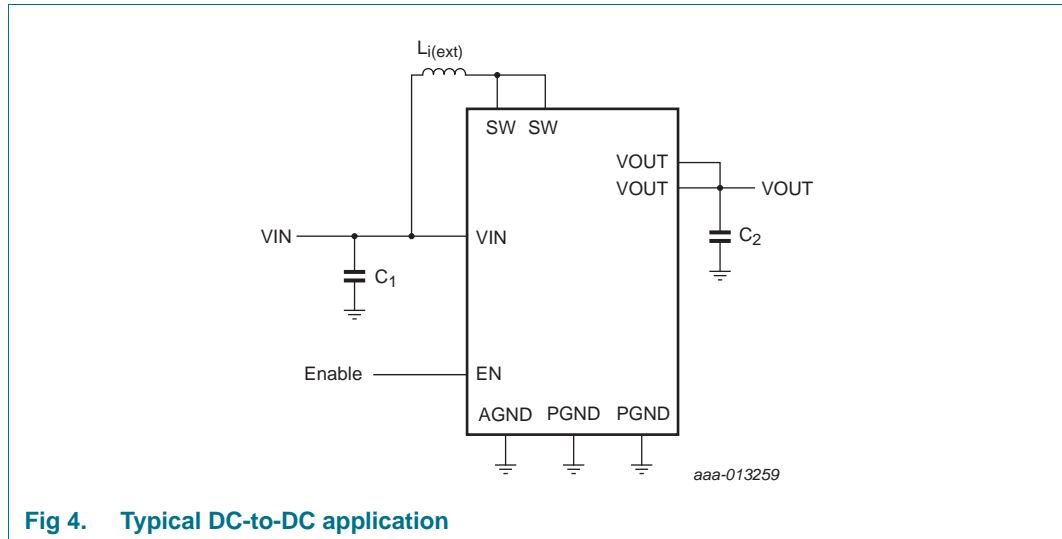 Li(ext)
SW SW
VOUT
VOUT VOUT
VIN VIN
C2
C1
Enable EN
AGND PGND PGND
aaa-013259
Fig 4. Typical DC-to-DC application